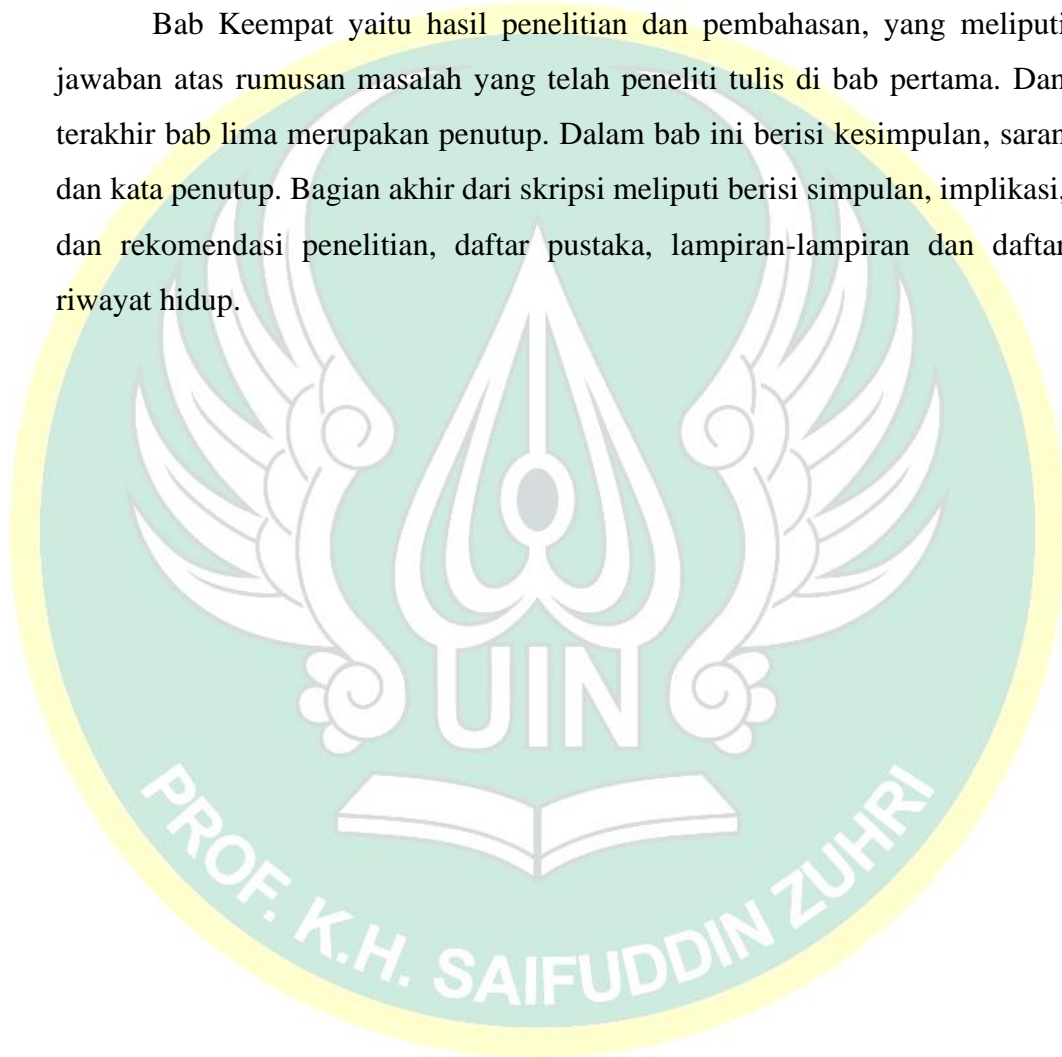 Bab Keempat yaitu hasil penelitian dan pembahasan, yang meliputi
jawaban atas rumusan masalah yang telah peneliti tulis di bab pertama. Dan
terakhir bab lima merupakan penutup. Dalam bab ini berisi kesimpulan, saran
dan kata penutup. Bagian akhir dari skripsi meliputi berisi simpulan, implikasi,
dan rekomendasi penelitian, daftar pustaka, lampiran-lampiran dan daftar
riwayat hidup.
UIN
PROF. K.H. SAIFUDDIN ZUHRI